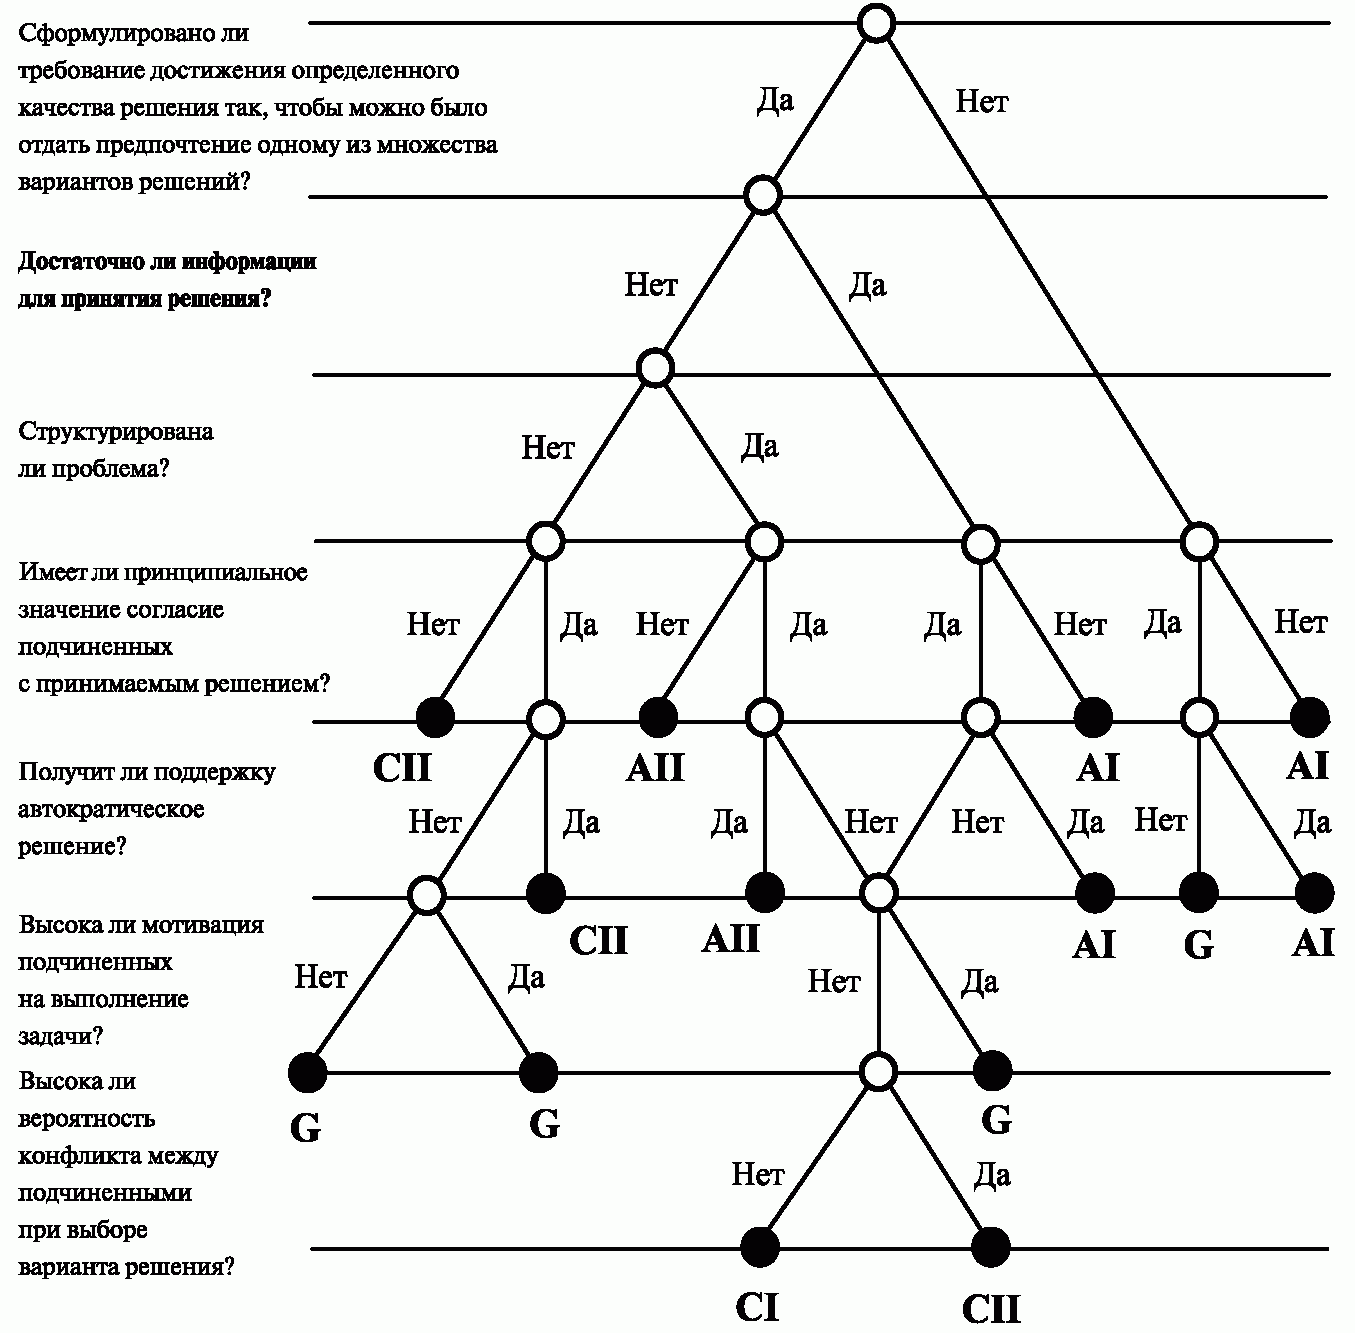 Сформулировано ли
требование достижения определенного
качества решения так, чтобы можно было
отдать предпочтение одному из множества
вариантов решений?
Да
Нет
Достаточно ли информации
для принятия решения?
Нет
Да
Структурирована
ли проблема?
Нет
Да
Имеет ли принципиальное
значение согласие
подчиненных
с принимаемым решением?
Нет
Да
Нет
Да
Да
Нет
Да
Нет
CII
AII
AI
AI
Получит ли поддержку
автократическое
решение?
Нет
Да
Да
Нет
Нет
Да
Нет
Да
CII
AII
AI
G
AI
Высока ли мотивация
подчиненных
на выполнение
задачи?
Нет
Да
Нет
Да
G
G
G
Высока ли
вероятность
конфликта между
подчиненными
при выборе
варианта решения?
Нет
Да
CI
CII